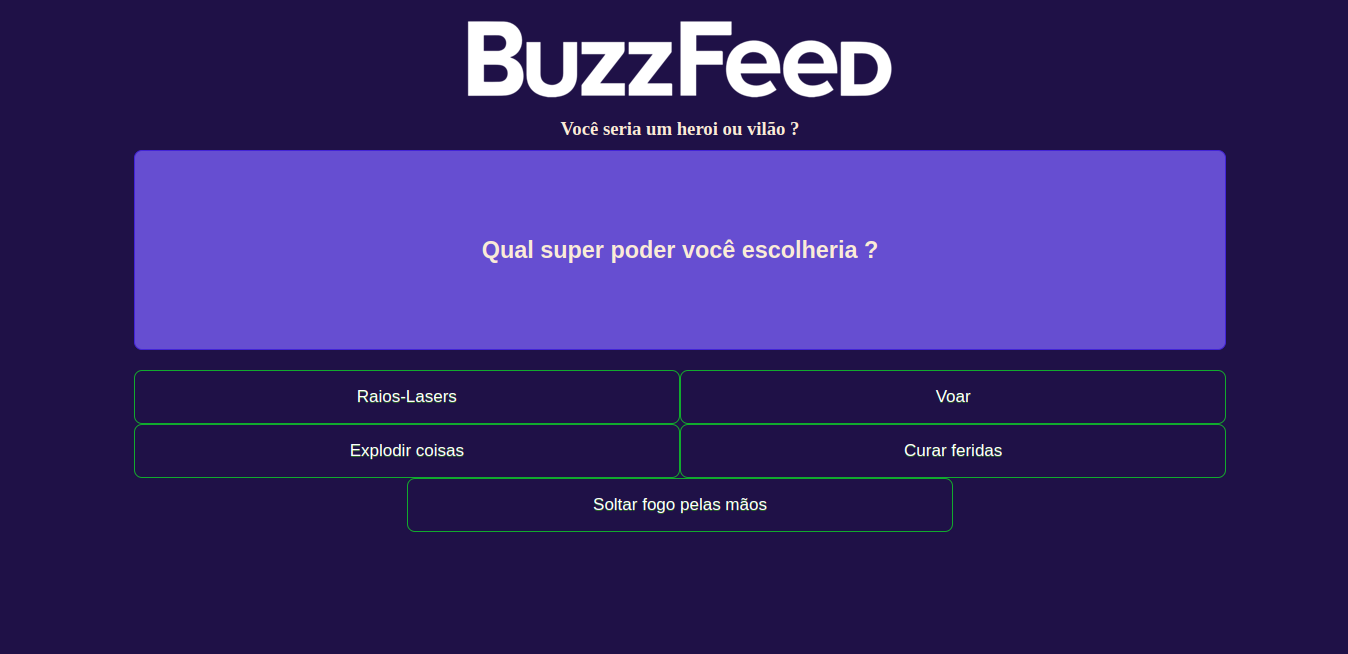 BuzzFeed
Você seria um heroi ou vilão ?
Qual super poder você escolheria ?
Raios-Lasers
Voar
Explodir coisas
Curar feridas
Soltar fogo pelas mãos